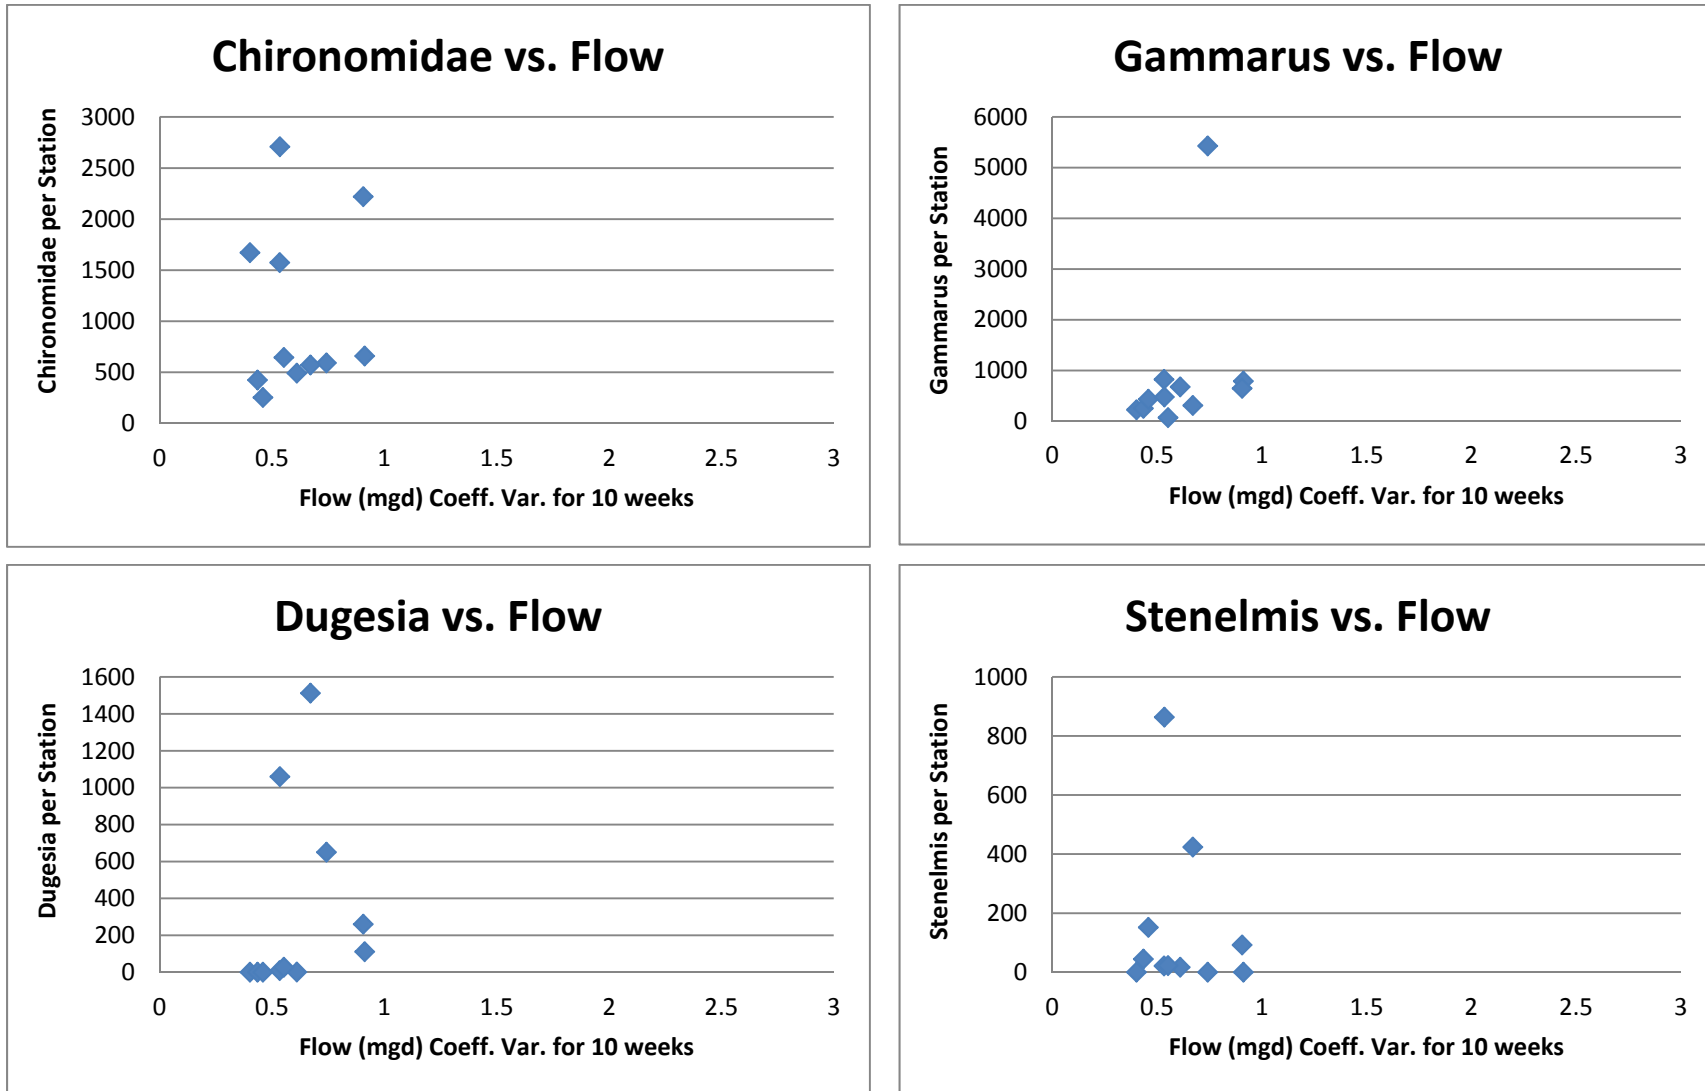 Chironomidae vs. Flow
Chironomidae per Station
3000
2500
2000
1500
1000
500
0
0 0.5 1 1.5 2 2.5 3
Flow (mgd) Coeff. Var. for 10 weeks
Gammarus vs. Flow
Gammarus per Station
6000
5000
4000
3000
2000
1000
0
0 0.5 1 1.5 2 2.5 3
Flow (mgd) Coeff. Var. for 10 weeks
Dugesia vs. Flow
Dugesia per Station
1600
1400
1200
1000
800
600
400
200
0
0 0.5 1 1.5 2 2.5 3
Flow (mgd) Coeff. Var. for 10 weeks
Stenelmis vs. Flow
Stenelmis per Station
1000
800
600
400
200
0
0 0.5 1 1.5 2 2.5 3
Flow (mgd) Coeff. Var. for 10 weeks